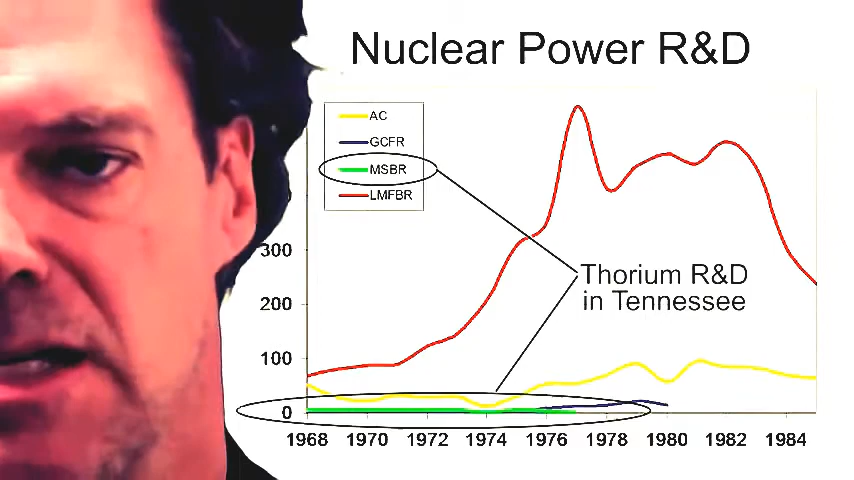 Nuclear Power R&D
AC
GCFR
MSBR
LMFBR
300
200
100
0
Thorium R&D
in Tennessee
1968 1970 1972 1974 1976 1978 1980 1982 1984